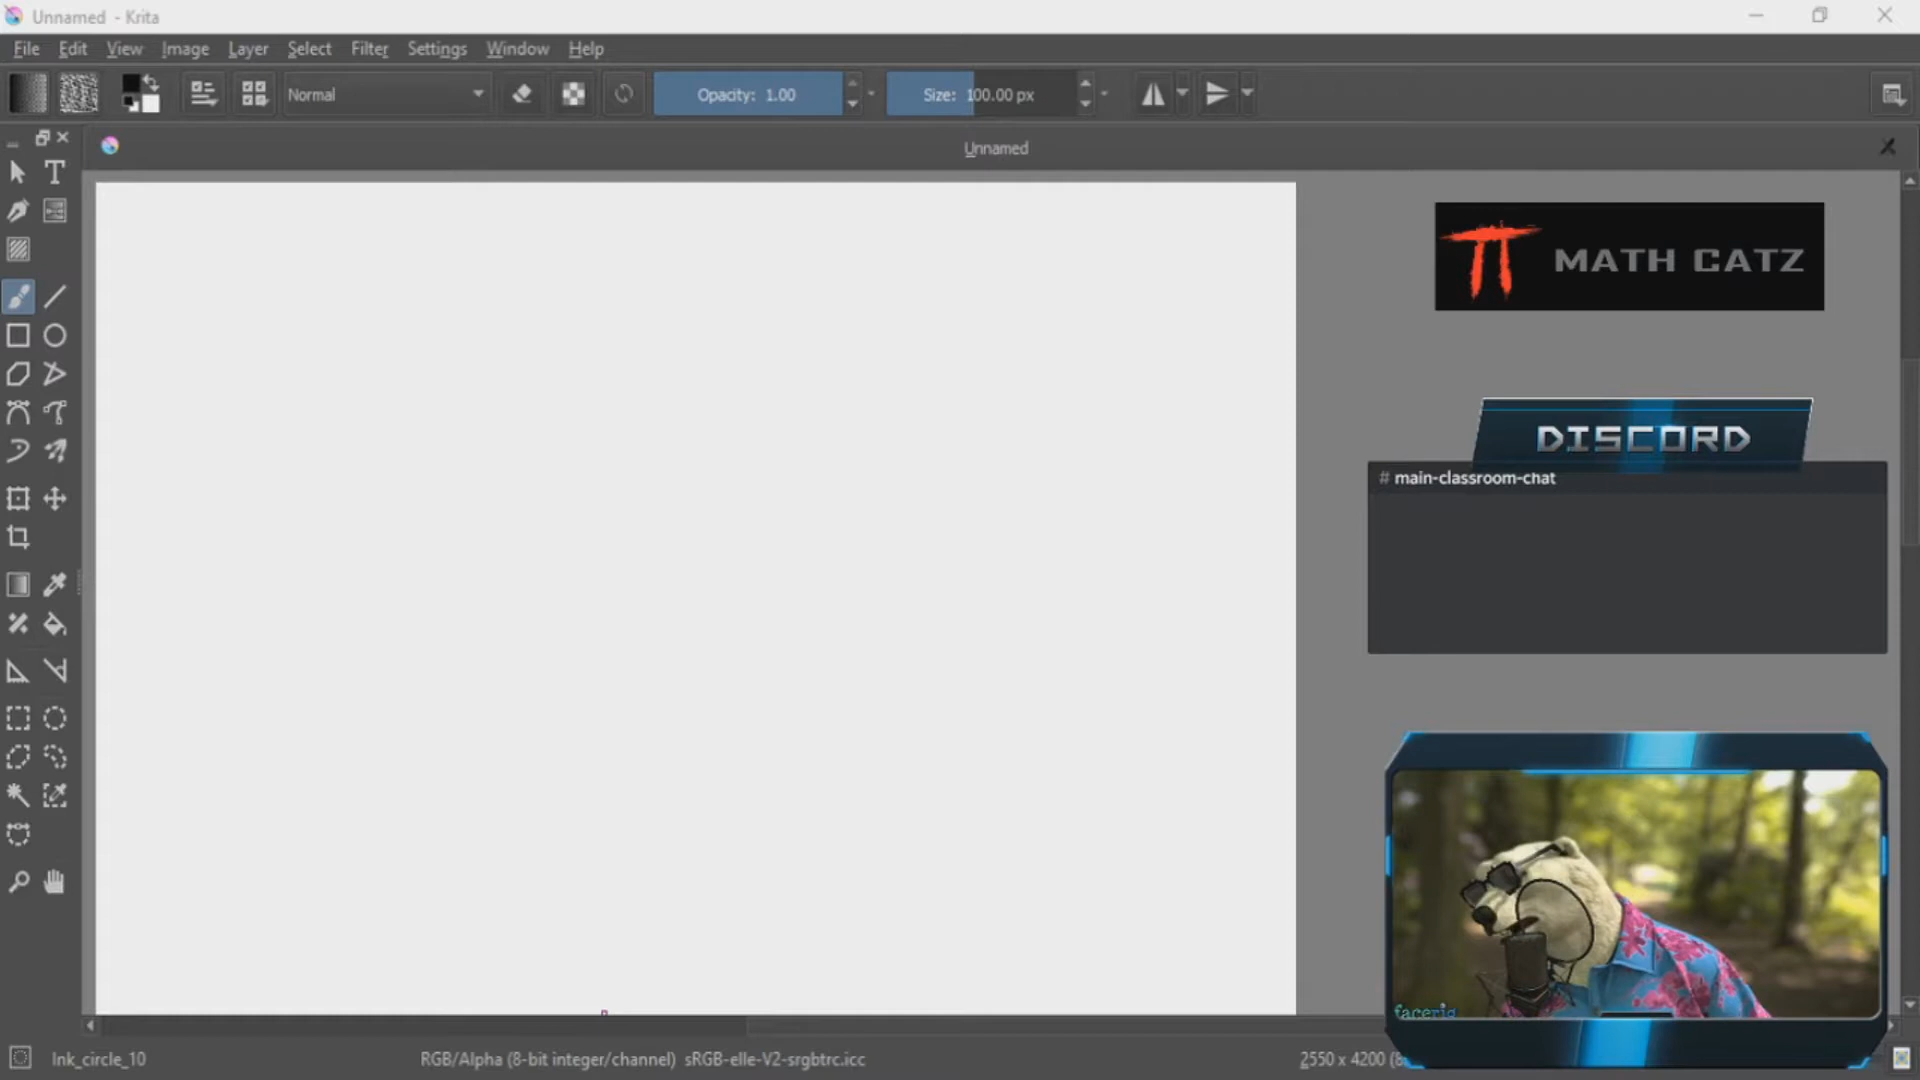 Unnamed - Krita
File Edit View Image Layer Select Filter Settings Window Help
Normal
Opacity: 1.00
Size: 100.00 px
Unnamed
T
π MATH CATZ
DISCORD
# main-classroom-chat
facerig
Ink_circle_10
RGB/Alpha (8-bit integer/channel) sRGB-elle-V2-srgbtrc.icc
2550 x 4200